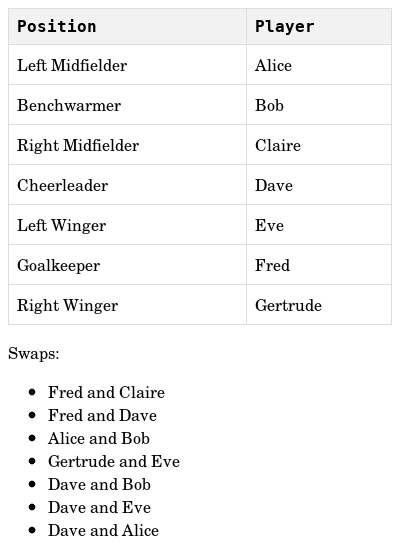 Position Player
Left Midfielder Alice
Benchwarmer Bob
Right Midfielder Claire
Cheerleader Dave
Left Winger Eve
Goalkeeper Fred
Right Winger Gertrude
Swaps:
Fred and Claire
Fred and Dave
Alice and Bob
Gertrude and Eve
Dave and Bob
Dave and Eve
Dave and Alice